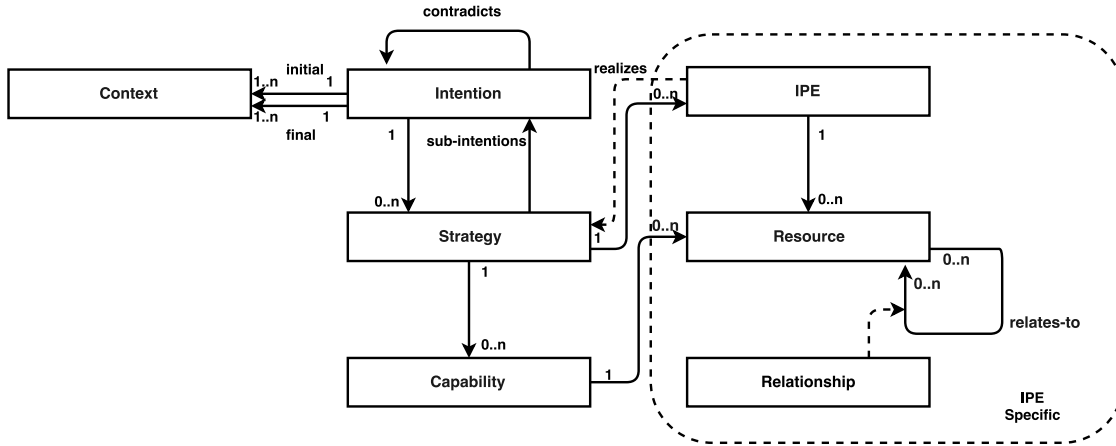 contradicts
initial
realizes
1..n
1
Context
Intention
IPE
0..n
1..n
1
final
1
sub-intentions
1
0..n
0..n
0..n
Strategy
1
Resource
0..n
1
0..n
relates-to
0..n
Capability
1
Relationship
IPE
Specific